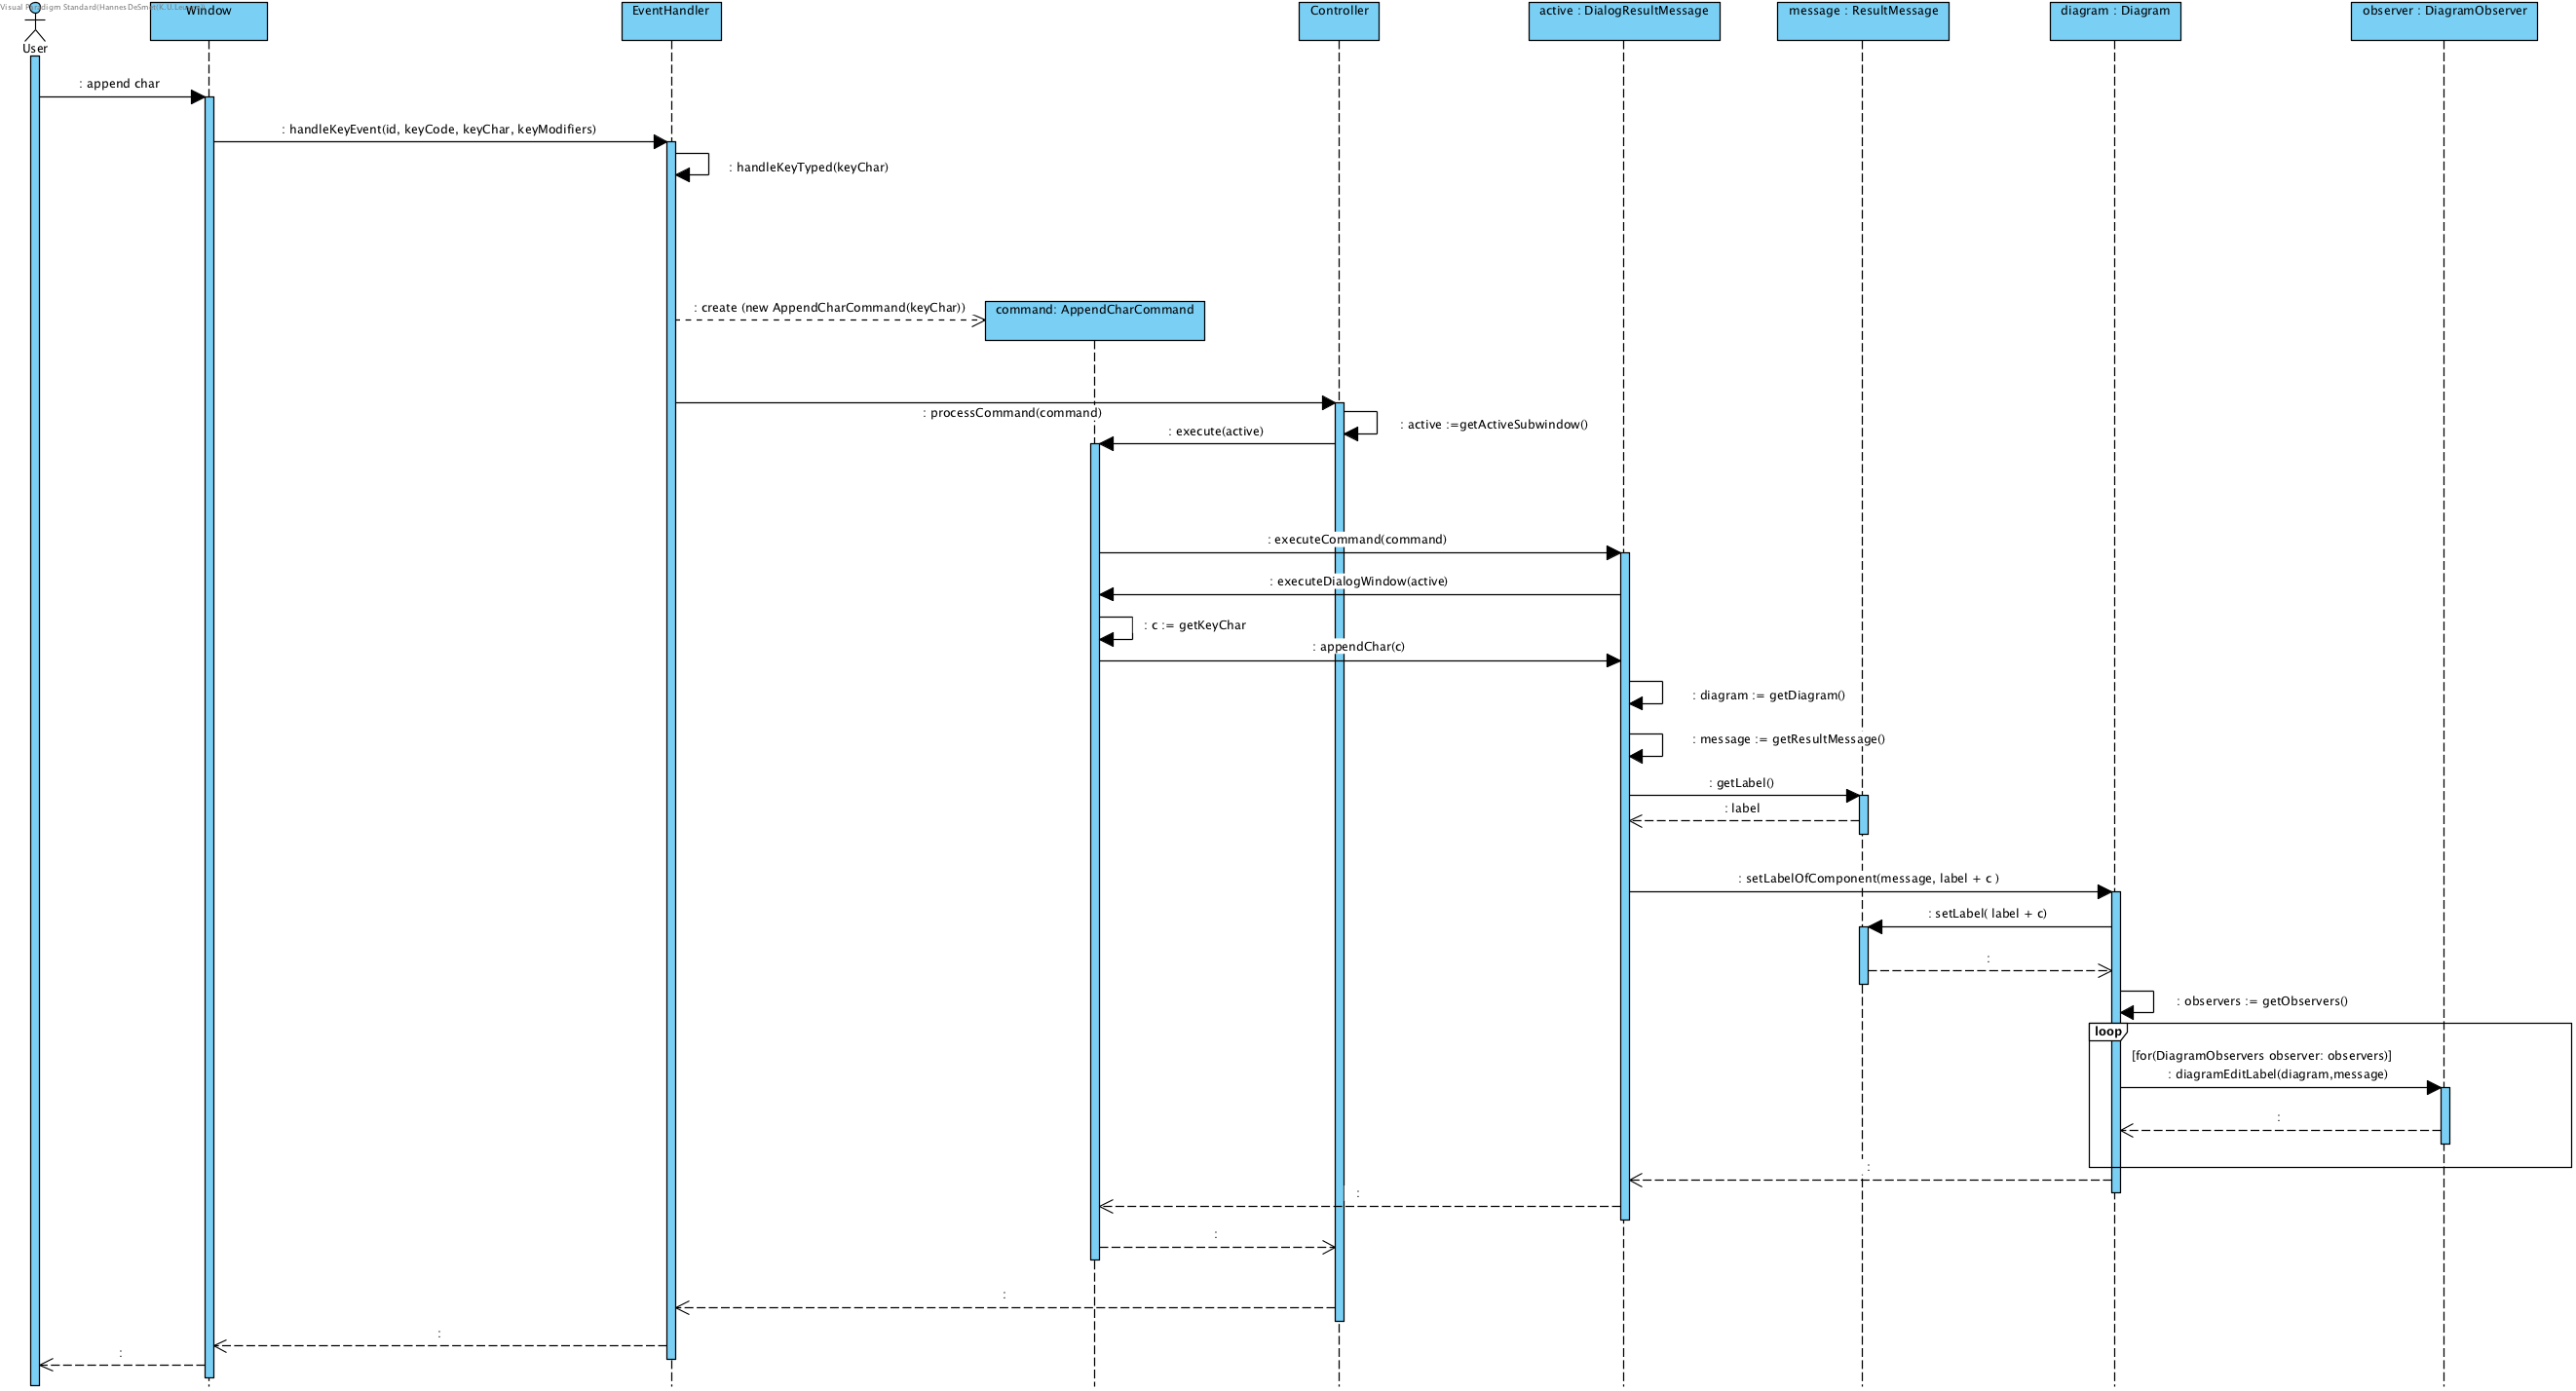 Visual Paradigm Standard(Hannes DeSmet(K.U.Leuven))
User
Window
EventHandler
Controller
active : DialogResultMessage
message : ResultMessage
diagram : Diagram
observer : DiagramObserver
: append char
: handleKeyEvent(id, keyCode, keyChar, keyModifiers)
: handleKeyTyped(keyChar)
: create (new AppendCharCommand(keyChar))
command: AppendCharCommand
: processCommand(command)
: active :=getActiveSubwindow()
: execute(active)
: executeCommand(command)
: executeDialogWindow(active)
: c := getKeyChar
: appendChar(c)
: diagram := getDiagram()
: message := getResultMessage()
: getLabel()
: label
: setLabelOfComponent(message, label + c )
: setLabel( label + c)
:
: observers := getObservers()
loop
[for(DiagramObservers observer: observers)]
: diagramEditLabel(diagram,message)
:
:
:
:
:
:
: